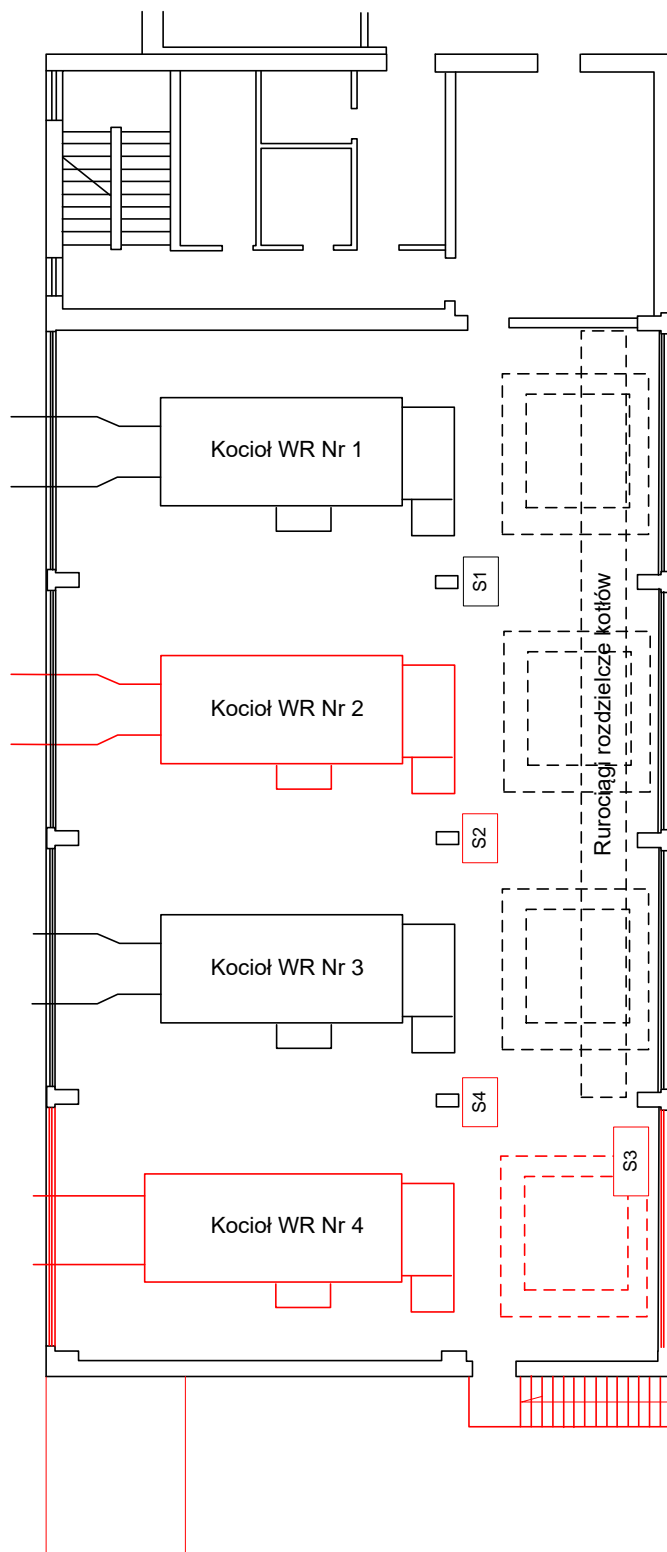 Kocioł WR Nr 1
S1
Rurociągi rozdzielcze kotłów
Kocioł WR Nr 2
S2
Kocioł WR Nr 3
S4
S3
Kocioł WR Nr 4